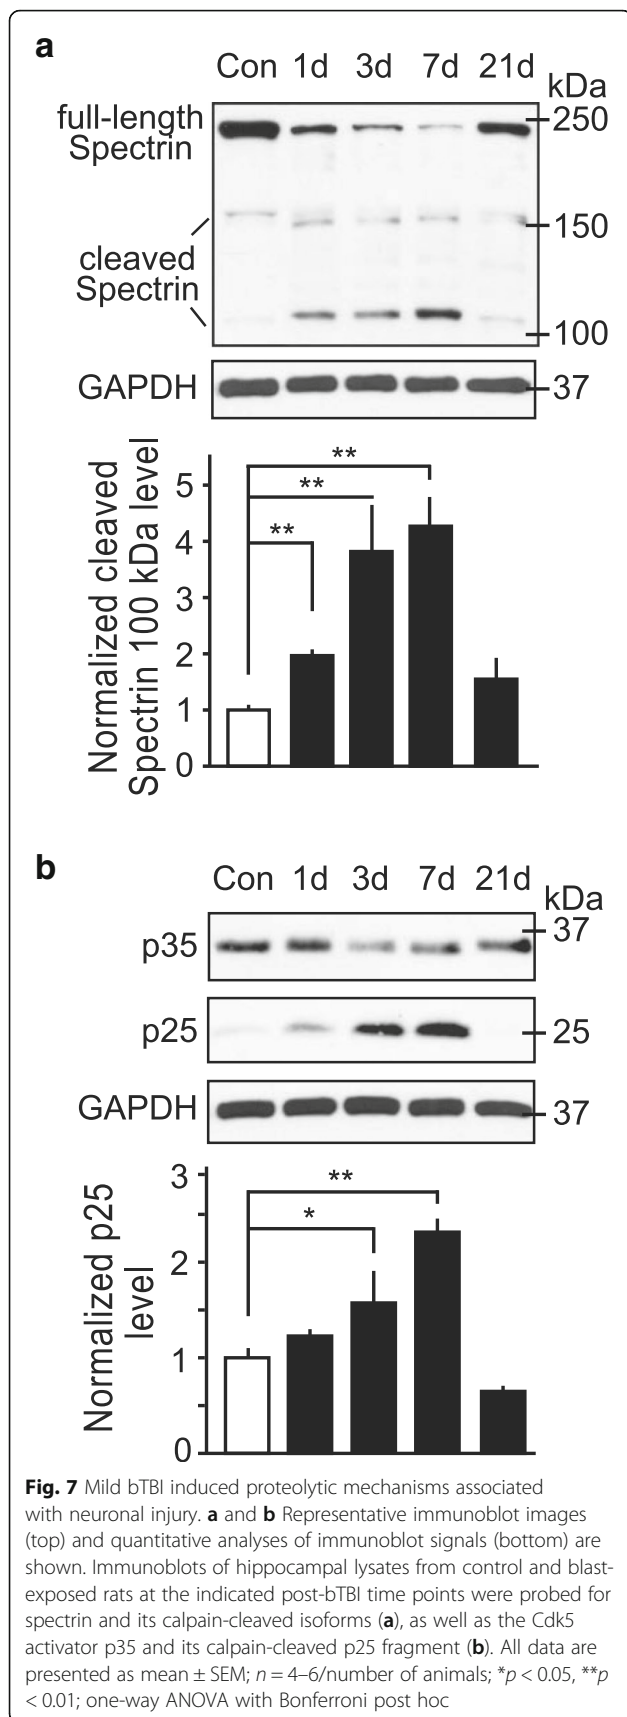 a
Con 1d 3d 7d 21d
kDa
full-length
Spectrin
250
150
cleaved
Spectrin
100
GAPDH
37
Normalized cleaved
Spectrin 100 kDa level
5
4
3
2
1
0
**
**
**
b
Con 1d 3d 7d 21d
kDa
p35
37
p25
25
GAPDH
37
Normalized p25
level
3
2
1
0
**
*
Fig. 7 Mild bTBI induced proteolytic mechanisms associated
with neuronal injury. a and b Representative immunoblot images
(top) and quantitative analyses of immunoblot signals (bottom) are
shown. Immunoblots of hippocampal lysates from control and blast-
exposed rats at the indicated post-bTBI time points were probed for
spectrin and its calpain-cleaved isoforms (a), as well as the Cdk5
activator p35 and its calpain-cleaved p25 fragment (b). All data are
presented as mean ± SEM; n = 4–6/number of animals; *p < 0.05, **p
< 0.01; one-way ANOVA with Bonferroni post hoc